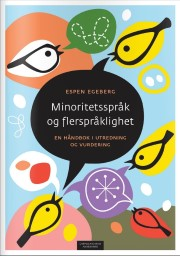 ESPEN EGEBERG
Minoritetsspråk
og flerspråklighet
EN HÅNDBOK I UTREDNING
OG VURDERING